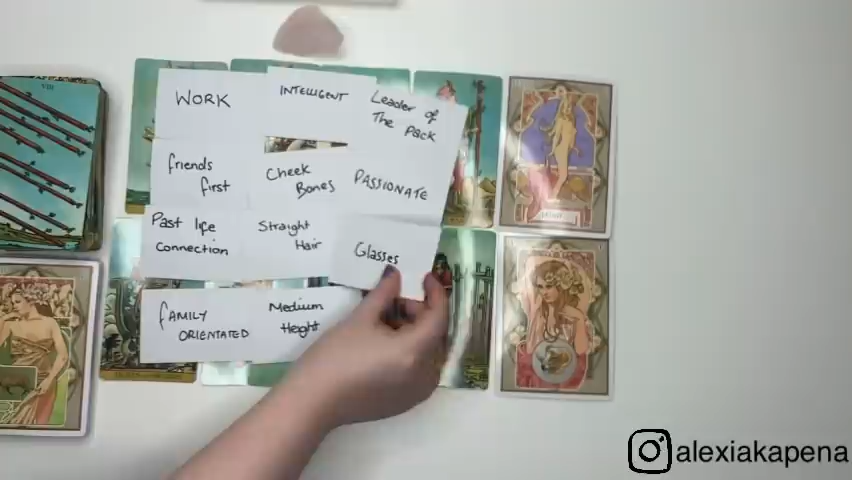 VIII
WORK
INTELLIGENT
Leader of
The Pack
friends
first
Cheek
Bones
PASSIONATE
Past life
Connection
Straight
Hair
Glasses
fAMILY
ORIENTATED
Medium
Height
alexiakapena